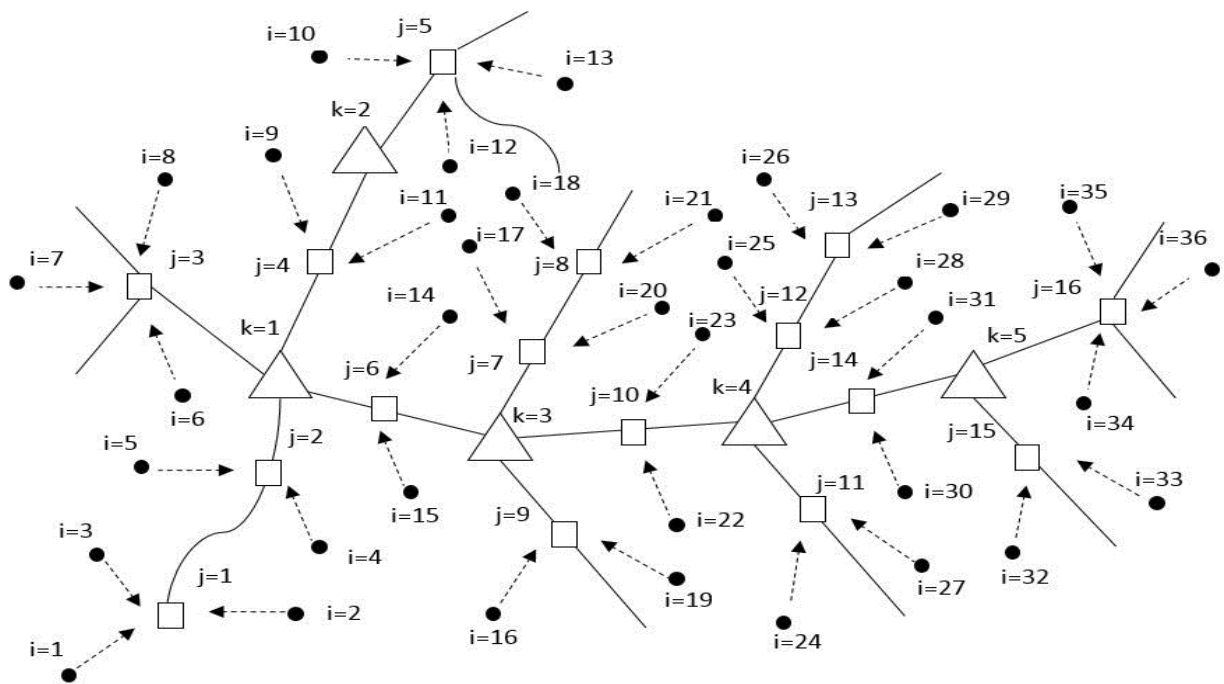 j=5
i=10
i=13
k=2
i=9
i=12
i=8
i=26
i=18
i=35
i=11
i=21
j=13
i=29
i=17
i=36
i=25
i=7
j=3
j=4
j=8
i=28
j=16
i=14
i=20
j=12
i=31
i=23
k=1
k=5
j=6
j=7
j=14
k=4
j=10
i=6
k=3
i=34
j=2
j=15
i=5
j=11
i=33
i=30
i=15
j=9
i=22
i=3
i=4
j=1
i=32
i=27
i=19
i=2
i=16
i=24
i=1